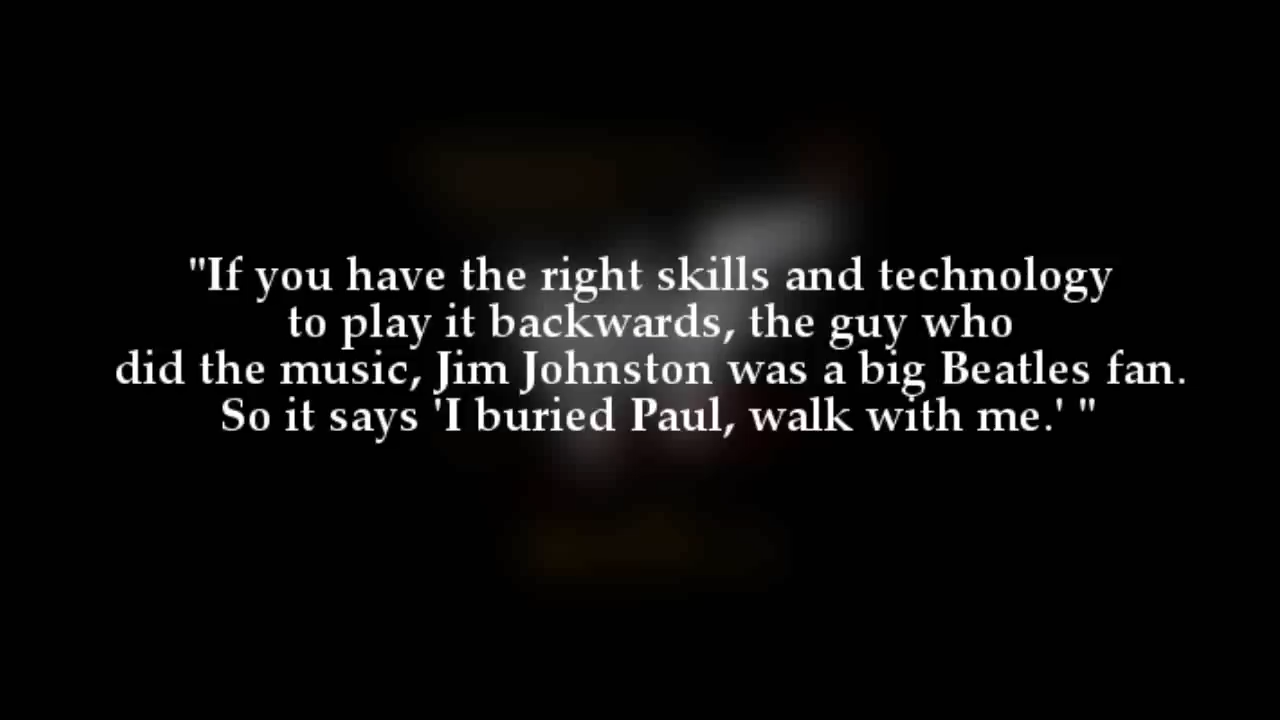 "If you have the right skills and technology
to play it backwards, the guy who
did the music, Jim Johnston was a big Beatles fan.
So it says 'I buried Paul, walk with me.' "